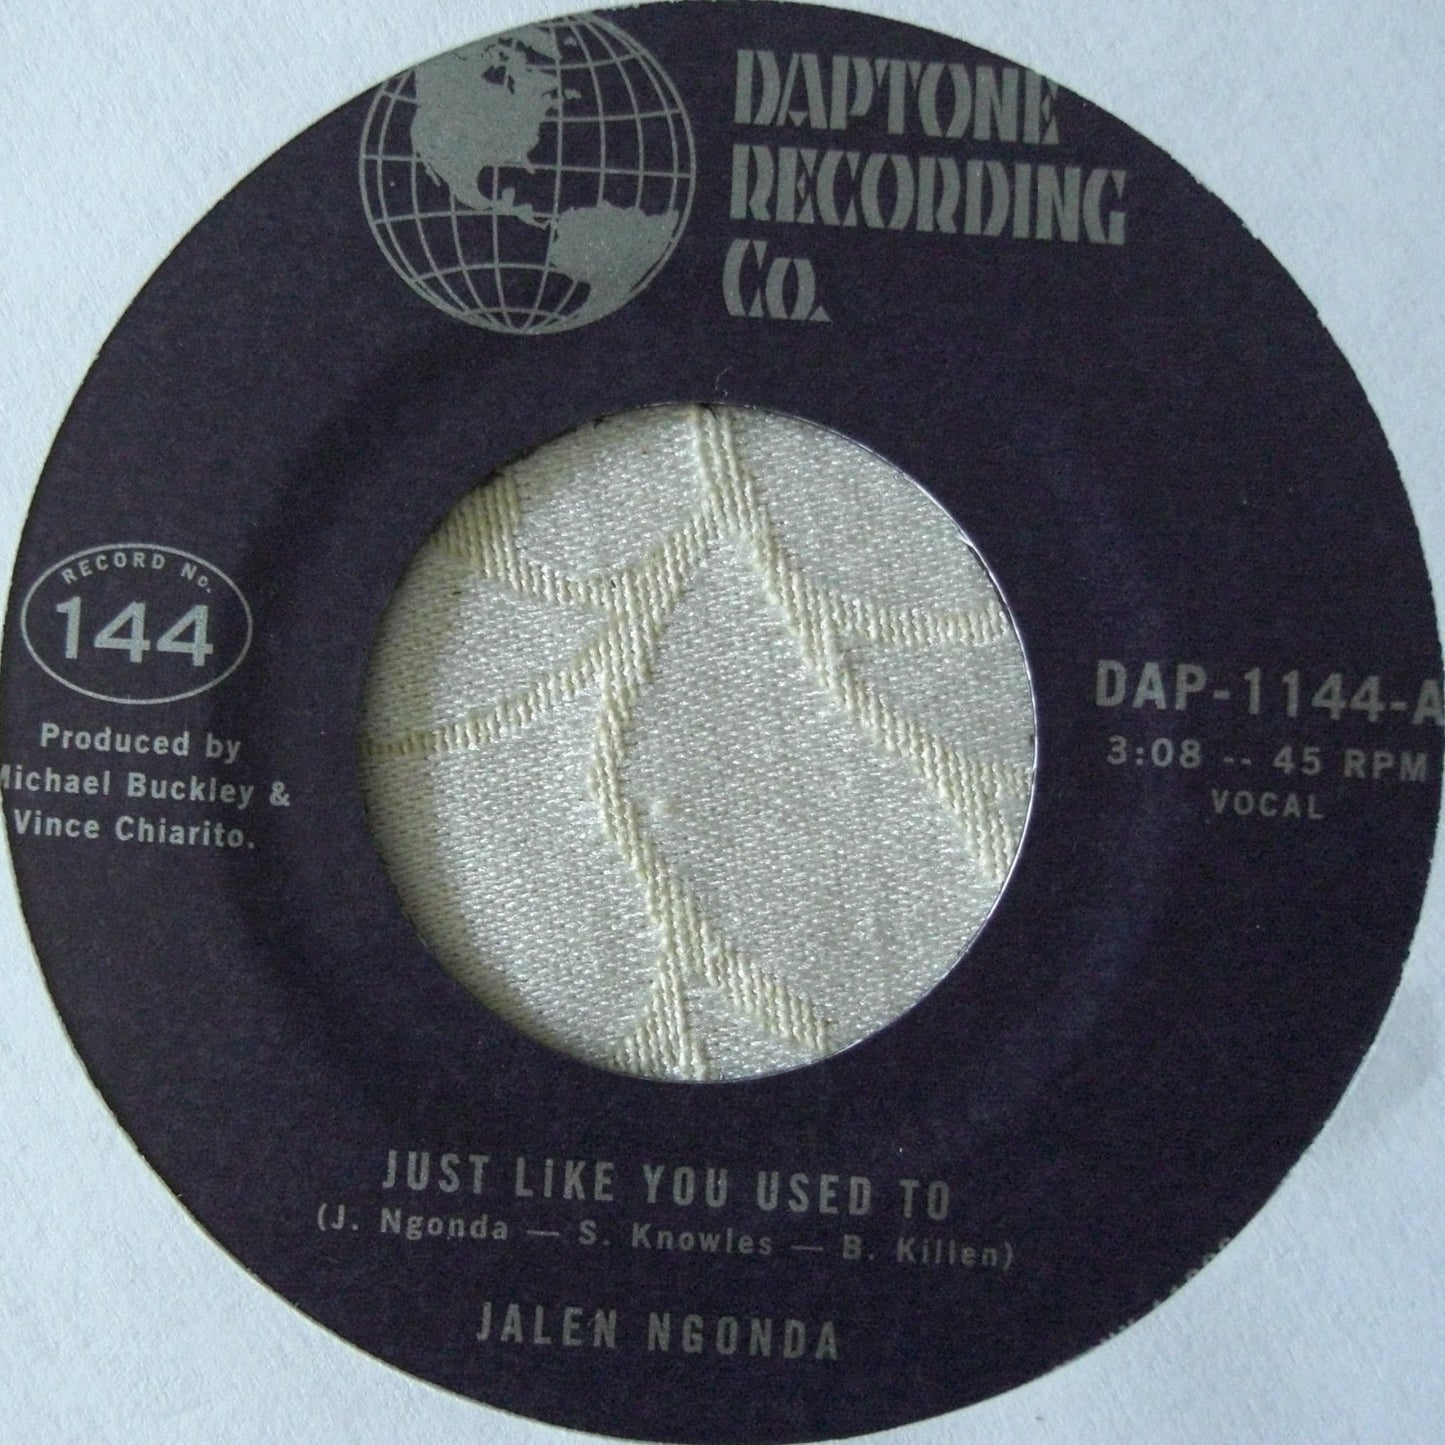 DAPTONE
RECORDING
Co.
RECORD No.
144
Produced by
Michael Buckley &
Vince Chiarito.
DAP-1144-A
3:08 -- 45 RPM
VOCAL
JUST LiKE YOU USED TO
(J. Ngonda — S. Knowles — B. Killen)
JALEN NGONDA